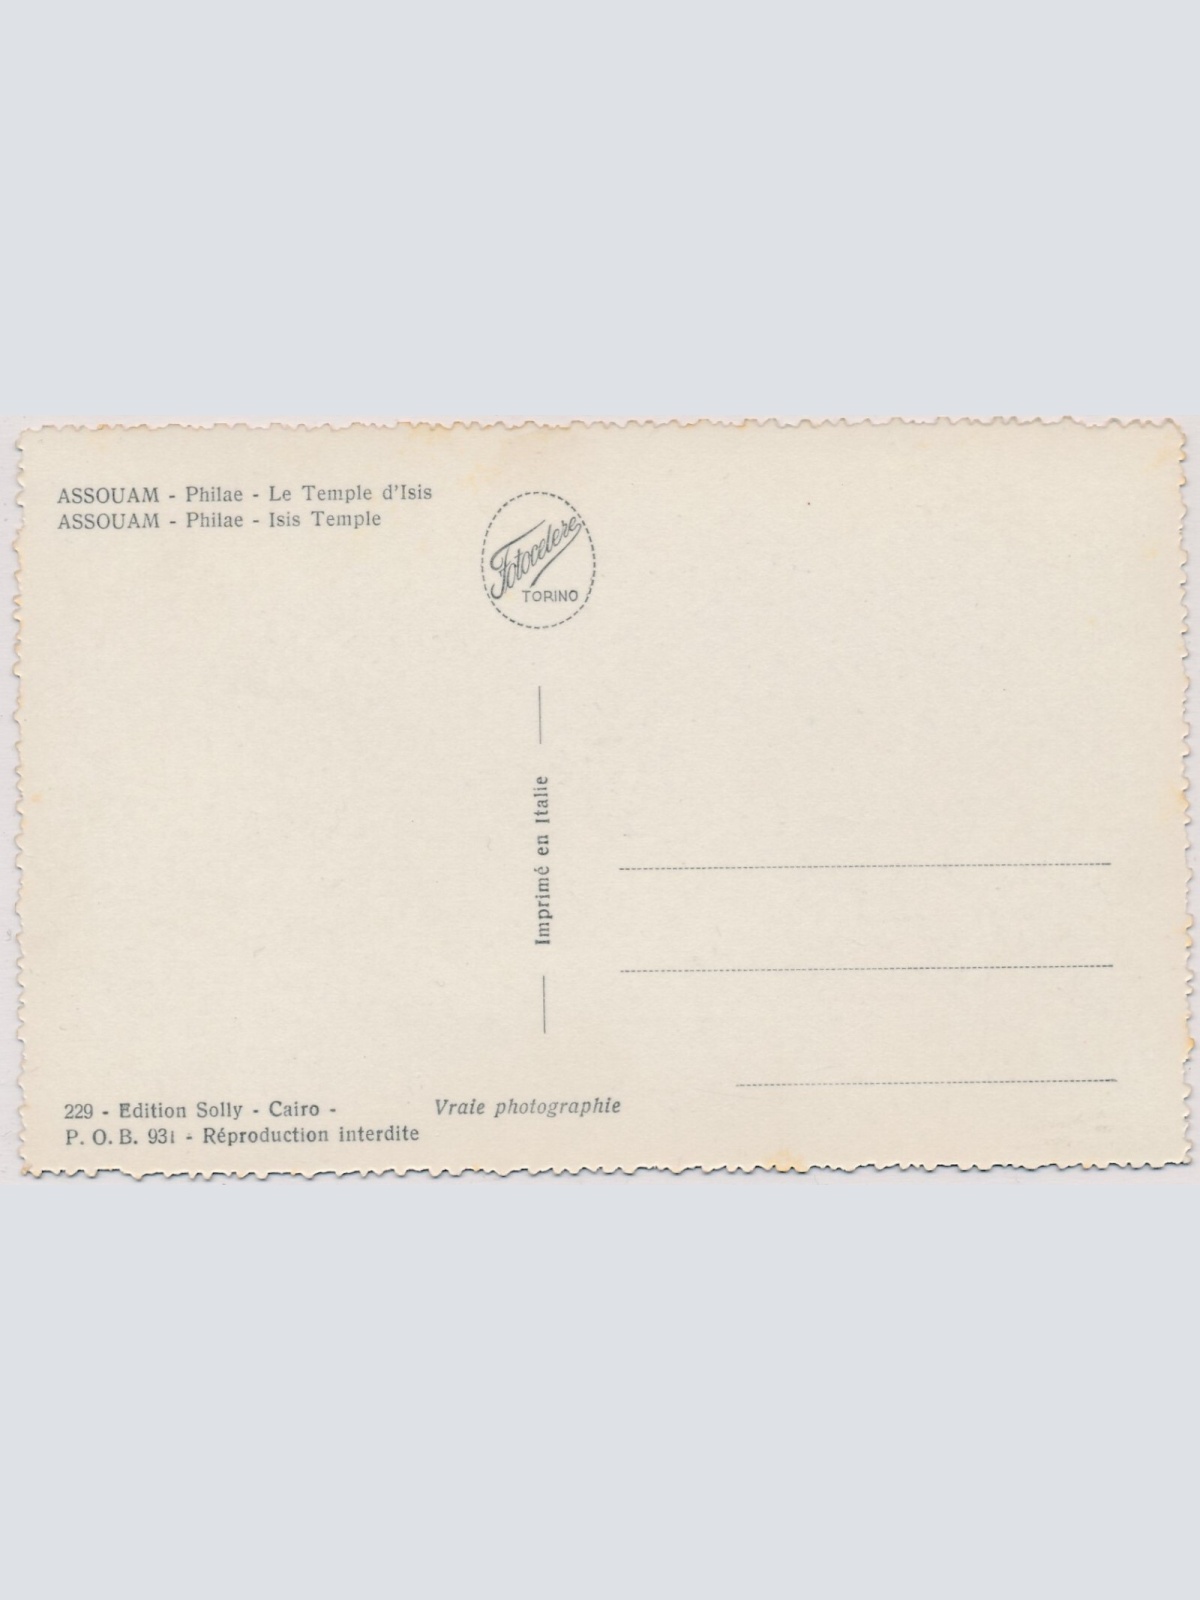 ASSOUAM - Philae - Le Temple d'Isis
ASSOUAM - Philae - Isis Temple
Fotocelere
TORINO
Imprimé en Italie
229 - Edition Solly - Cairo -
P. O. B. 931 - Réproduction interdite
Vraie photographie